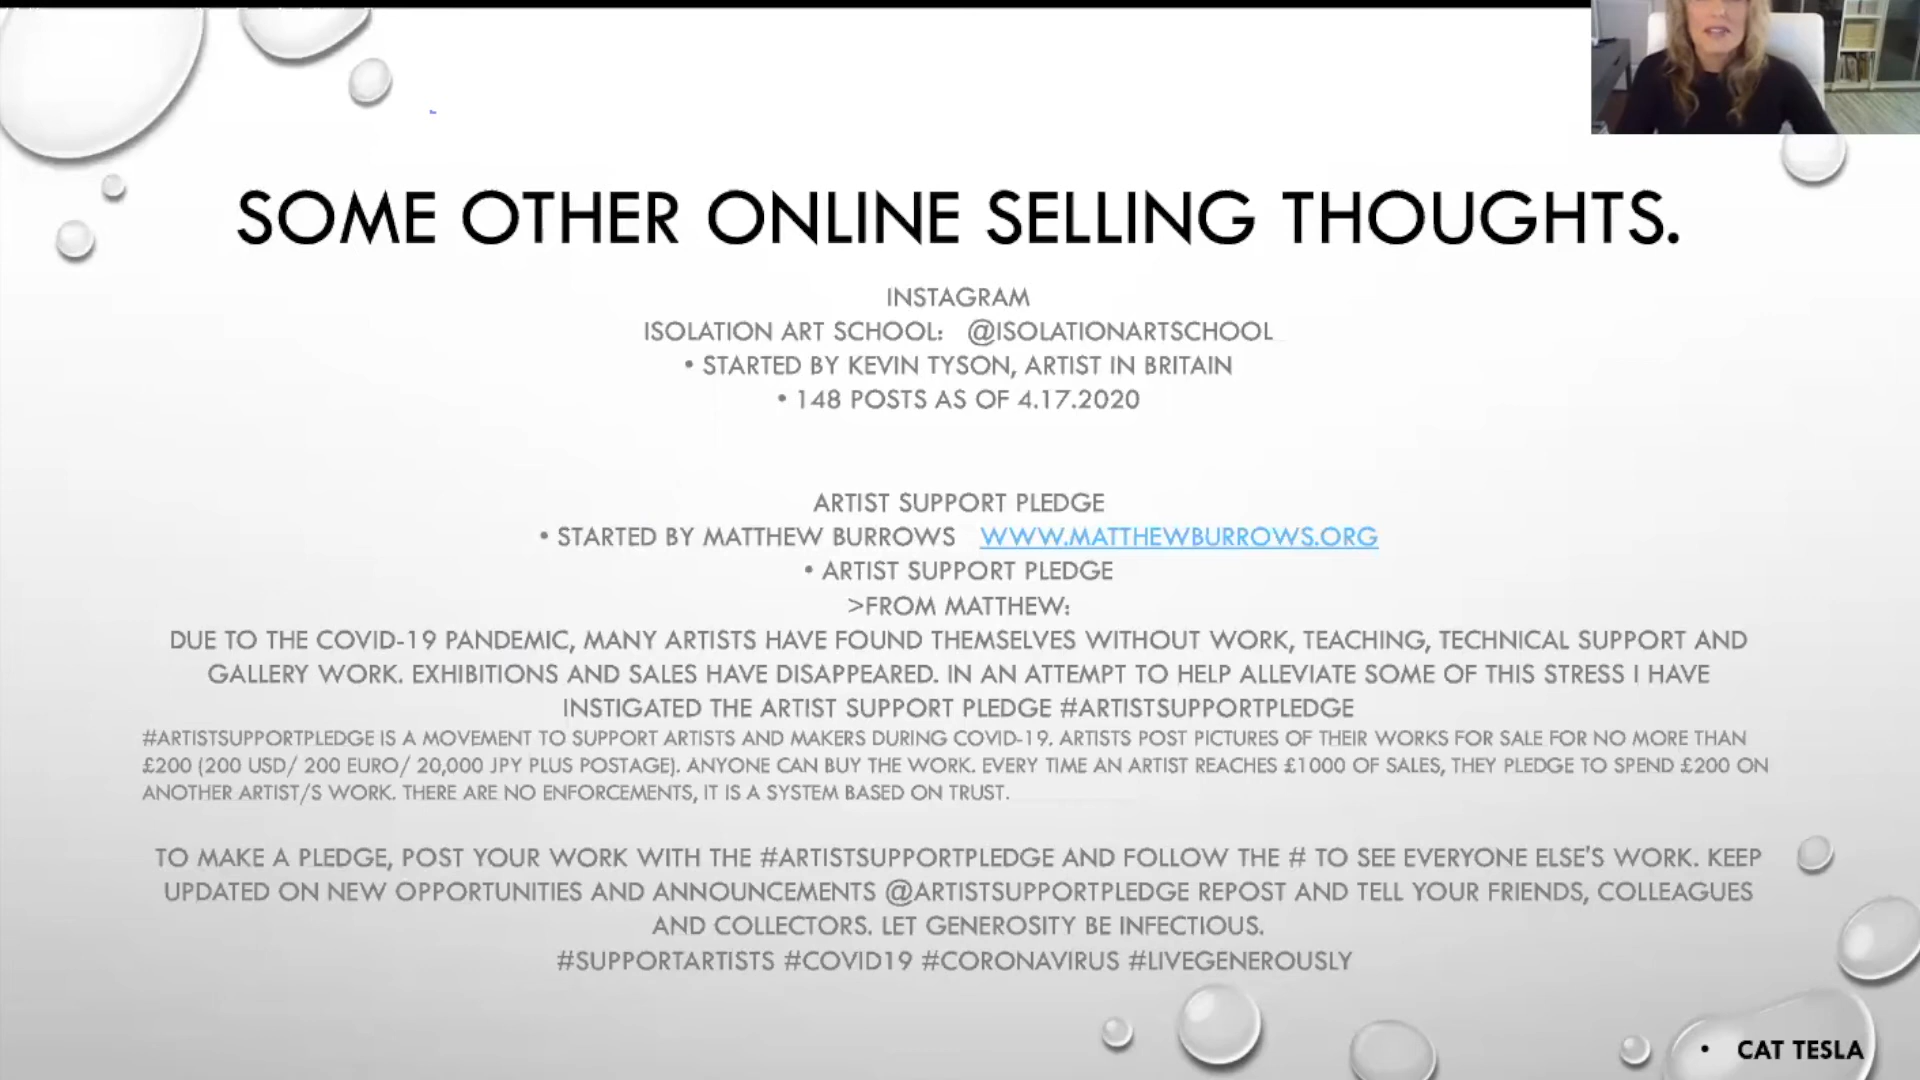 SOME OTHER ONLINE SELLING THOUGHTS.
INSTAGRAM
ISOLATION ART SCHOOL: @ISOLATIONARTSCHOOL
• STARTED BY KEVIN TYSON, ARTIST IN BRITAIN
• 148 POSTS AS OF 4.17.2020
ARTIST SUPPORT PLEDGE
• STARTED BY MATTHEW BURROWS WWW.MATTHEWBURROWS.ORG
• ARTIST SUPPORT PLEDGE
>FROM MATTHEW:
DUE TO THE COVID-19 PANDEMIC, MANY ARTISTS HAVE FOUND THEMSELVES WITHOUT WORK, TEACHING, TECHNICAL SUPPORT AND
GALLERY WORK. EXHIBITIONS AND SALES HAVE DISAPPEARED. IN AN ATTEMPT TO HELP ALLEVIATE SOME OF THIS STRESS I HAVE
INSTIGATED THE ARTIST SUPPORT PLEDGE #ARTISTSUPPORTPLEDGE
#ARTISTSUPPORTPLEDGE IS A MOVEMENT TO SUPPORT ARTISTS AND MAKERS DURING COVID-19. ARTISTS POST PICTURES OF THEIR WORKS FOR SALE FOR NO MORE THAN
£200 (200 USD/ 200 EURO/ 20,000 JPY PLUS POSTAGE). ANYONE CAN BUY THE WORK. EVERY TIME AN ARTIST REACHES £1000 OF SALES, THEY PLEDGE TO SPEND £200 ON
ANOTHER ARTIST/S WORK. THERE ARE NO ENFORCEMENTS, IT IS A SYSTEM BASED ON TRUST.
TO MAKE A PLEDGE, POST YOUR WORK WITH THE #ARTISTSUPPORTPLEDGE AND FOLLOW THE # TO SEE EVERYONE ELSE'S WORK. KEEP
UPDATED ON NEW OPPORTUNITIES AND ANNOUNCEMENTS @ARTISTSUPPORTPLEDGE REPOST AND TELL YOUR FRIENDS, COLLEAGUES
AND COLLECTORS. LET GENEROSITY BE INFECTIOUS.
#SUPPORTARTISTS #COVID19 #CORONAVIRUS #LIVEGENEROUSLY
• CAT TESLA